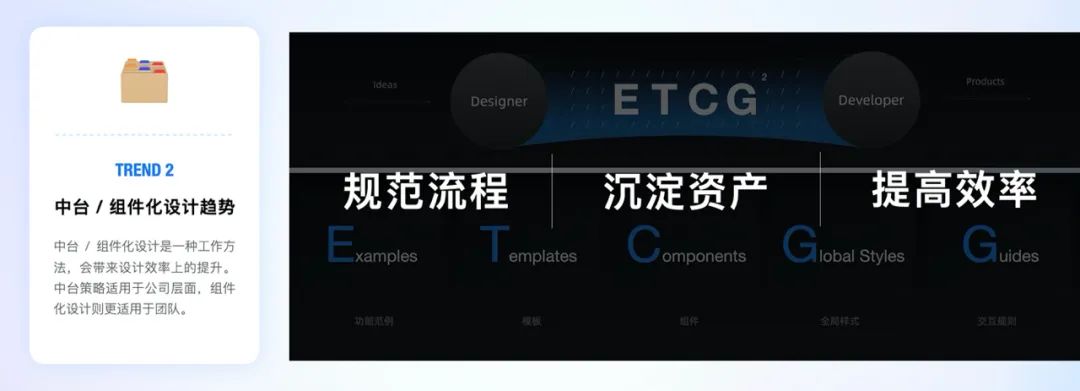 TREND 2
中台 / 组件化设计趋势
中台 / 组件化设计是一种工作方
法，会带来设计效率上的提升。
中台策略适用于公司层面，组件
化设计则更适用于团队。
Ideas
Designer
ETCG²
Developer
Products
规范流程
沉淀资产
提高效率
Examples
Templates
Components
Global Styles
Guides
功能范例
模板
组件
全局样式
交互规则